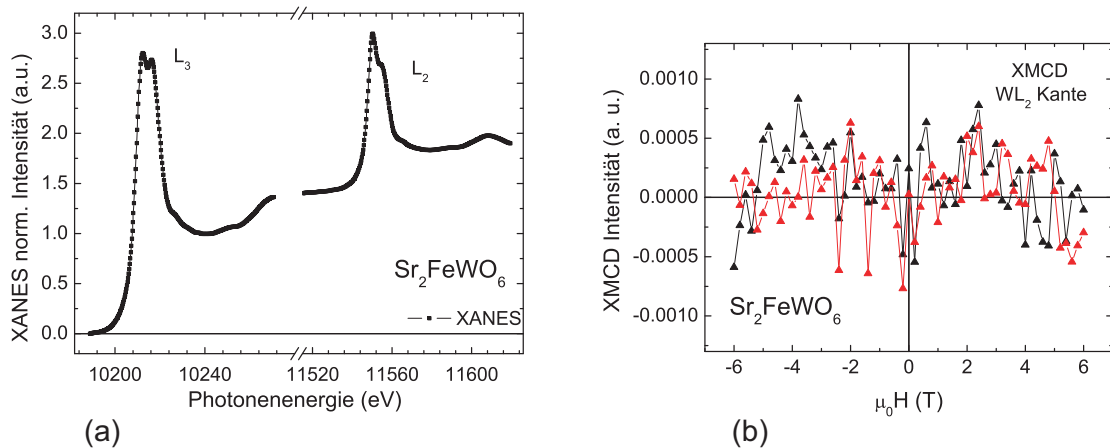 3.0
2.5
2.0
1.5
1.0
0.5
0.0
XANES norm. Intensität (a.u.)
L₃
L₂
Sr₂FeWO₆
XANES
10200 10240 11520 11560 11600
Photonenenergie (eV)
(a)
0.0010
0.0005
0.0000
-0.0005
-0.0010
XMCD Intensität (a. u.)
XMCD
WL₂ Kante
Sr₂FeWO₆
-6 -4 -2 0 2 4 6
μ₀H (T)
(b)